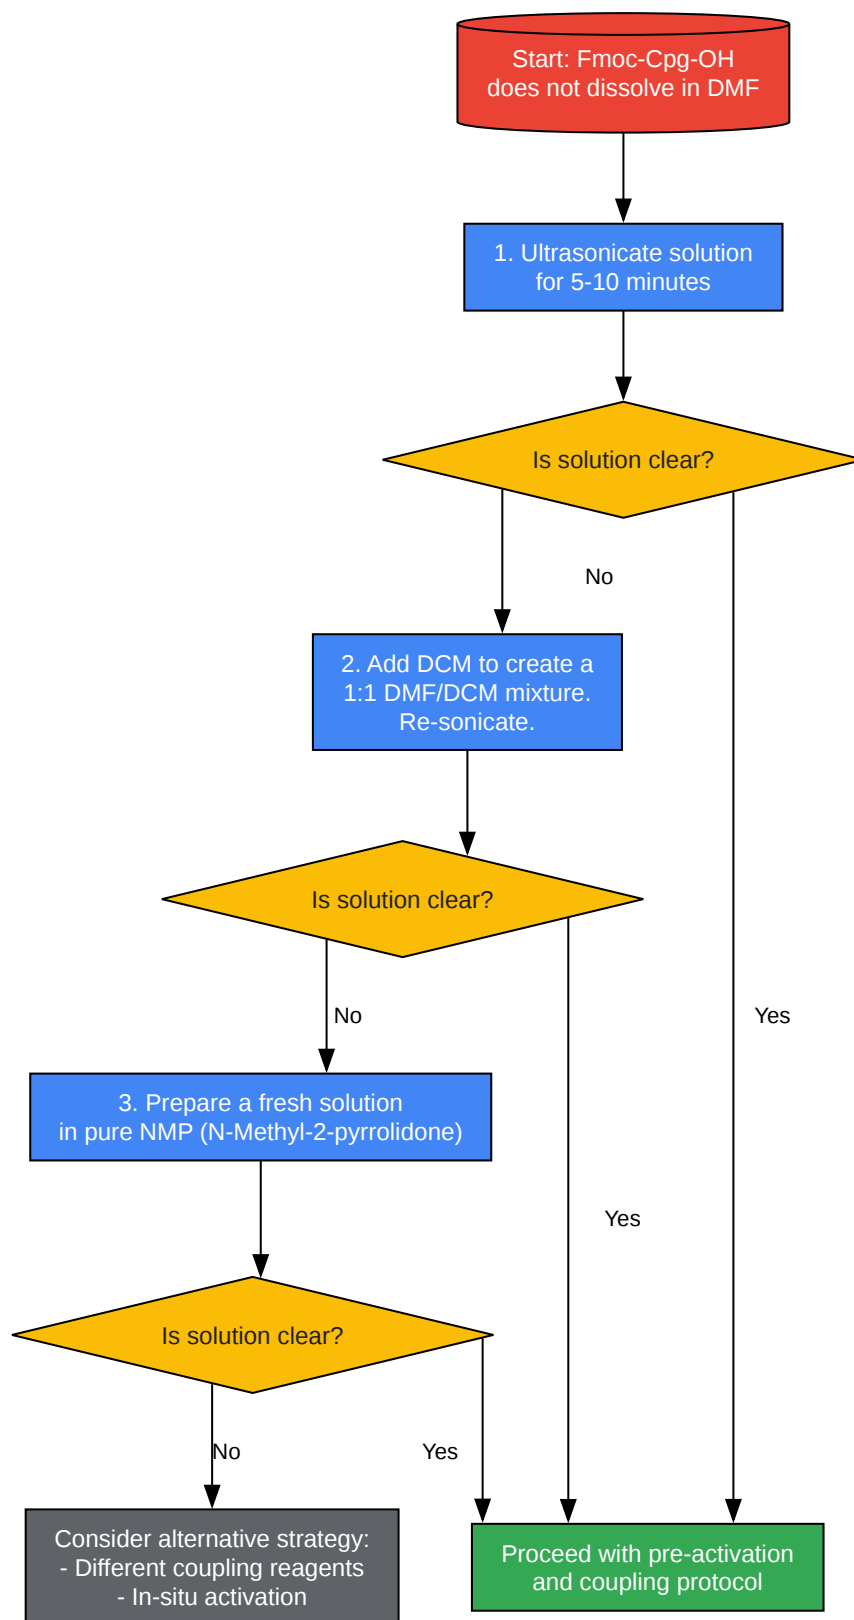 Start: Fmoc-Cpg-OH
does not dissolve in DMF
1. Ultrasonicate solution
for 5-10 minutes
Is solution clear?
No
2. Add DCM to create a
1:1 DMF/DCM mixture.
Re-sonicate.
Is solution clear?
No
Yes
3. Prepare a fresh solution
in pure NMP (N-Methyl-2-pyrrolidone)
Yes
Is solution clear?
No
Yes
Consider alternative strategy:
- Different coupling reagents
- In-situ activation
Proceed with pre-activation
and coupling protocol